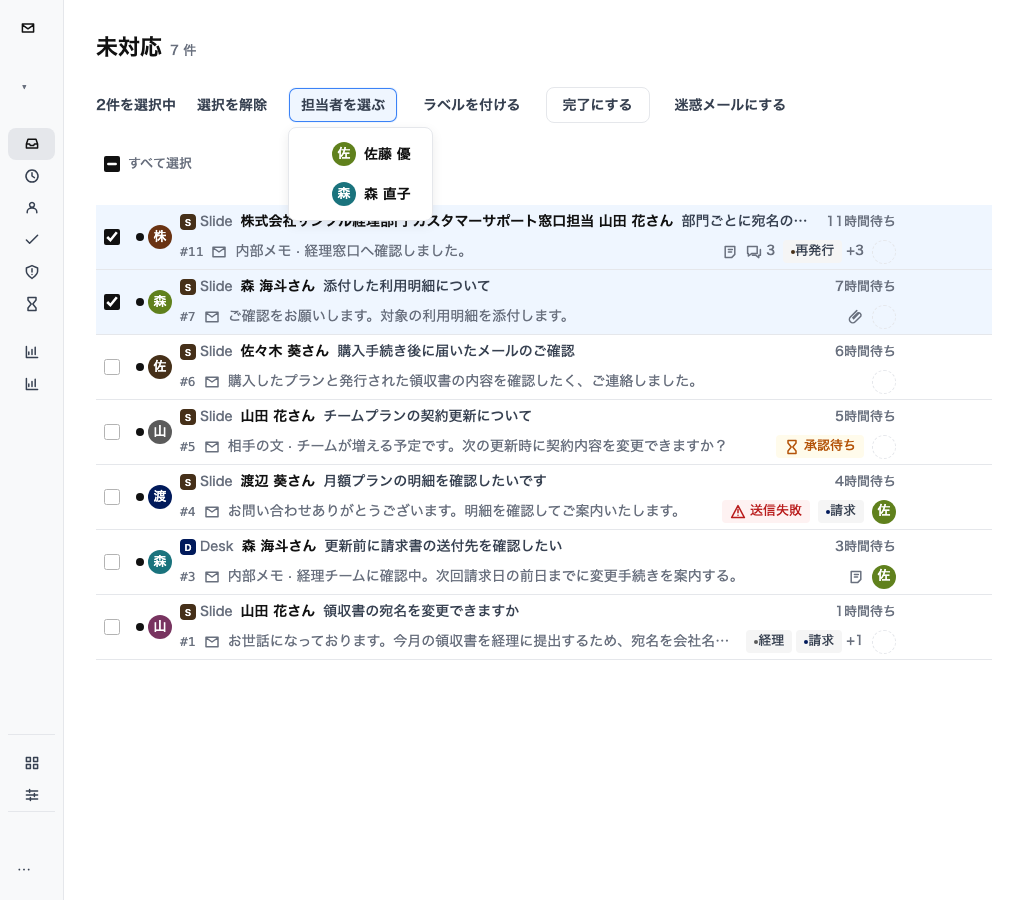 未対応 7 件
2件を選択中 選択を解除 担当者を選ぶ ラベルを付ける 完了にする 迷惑メールにする
佐 佐藤 優
すべて選択
森 森 直子
株 S Slide 株式会社サンプル経理部門カスタマーサポート窓口担当 山田 花さん 部門ごとに宛名の… 11時間待ち
#11 内部メモ · 経理窓口へ確認しました。 3 •再発行 +3
森 S Slide 森 海斗さん 添付した利用明細について 7時間待ち
#7 ご確認をお願いします。対象の利用明細を添付します。
佐 S Slide 佐々木 葵さん 購入手続き後に届いたメールのご確認 6時間待ち
#6 購入したプランと発行された領収書の内容を確認したく、ご連絡しました。
山 S Slide 山田 花さん チームプランの契約更新について 5時間待ち
#5 相手の文 · チームが増える予定です。次の更新時に契約内容を変更できますか？ 承認待ち
渡 S Slide 渡辺 葵さん 月額プランの明細を確認したいです 4時間待ち
#4 お問い合わせありがとうございます。明細を確認してご案内いたします。 送信失敗 •請求 佐
森 D Desk 森 海斗さん 更新前に請求書の送付先を確認したい 3時間待ち
#3 内部メモ · 経理チームに確認中。次回請求日の前日までに変更手続きを案内する。 佐
山 S Slide 山田 花さん 領収書の宛名を変更できますか 1時間待ち
#1 お世話になっております。今月の領収書を経理に提出するため、宛名を会社名… •経理 •請求 +1